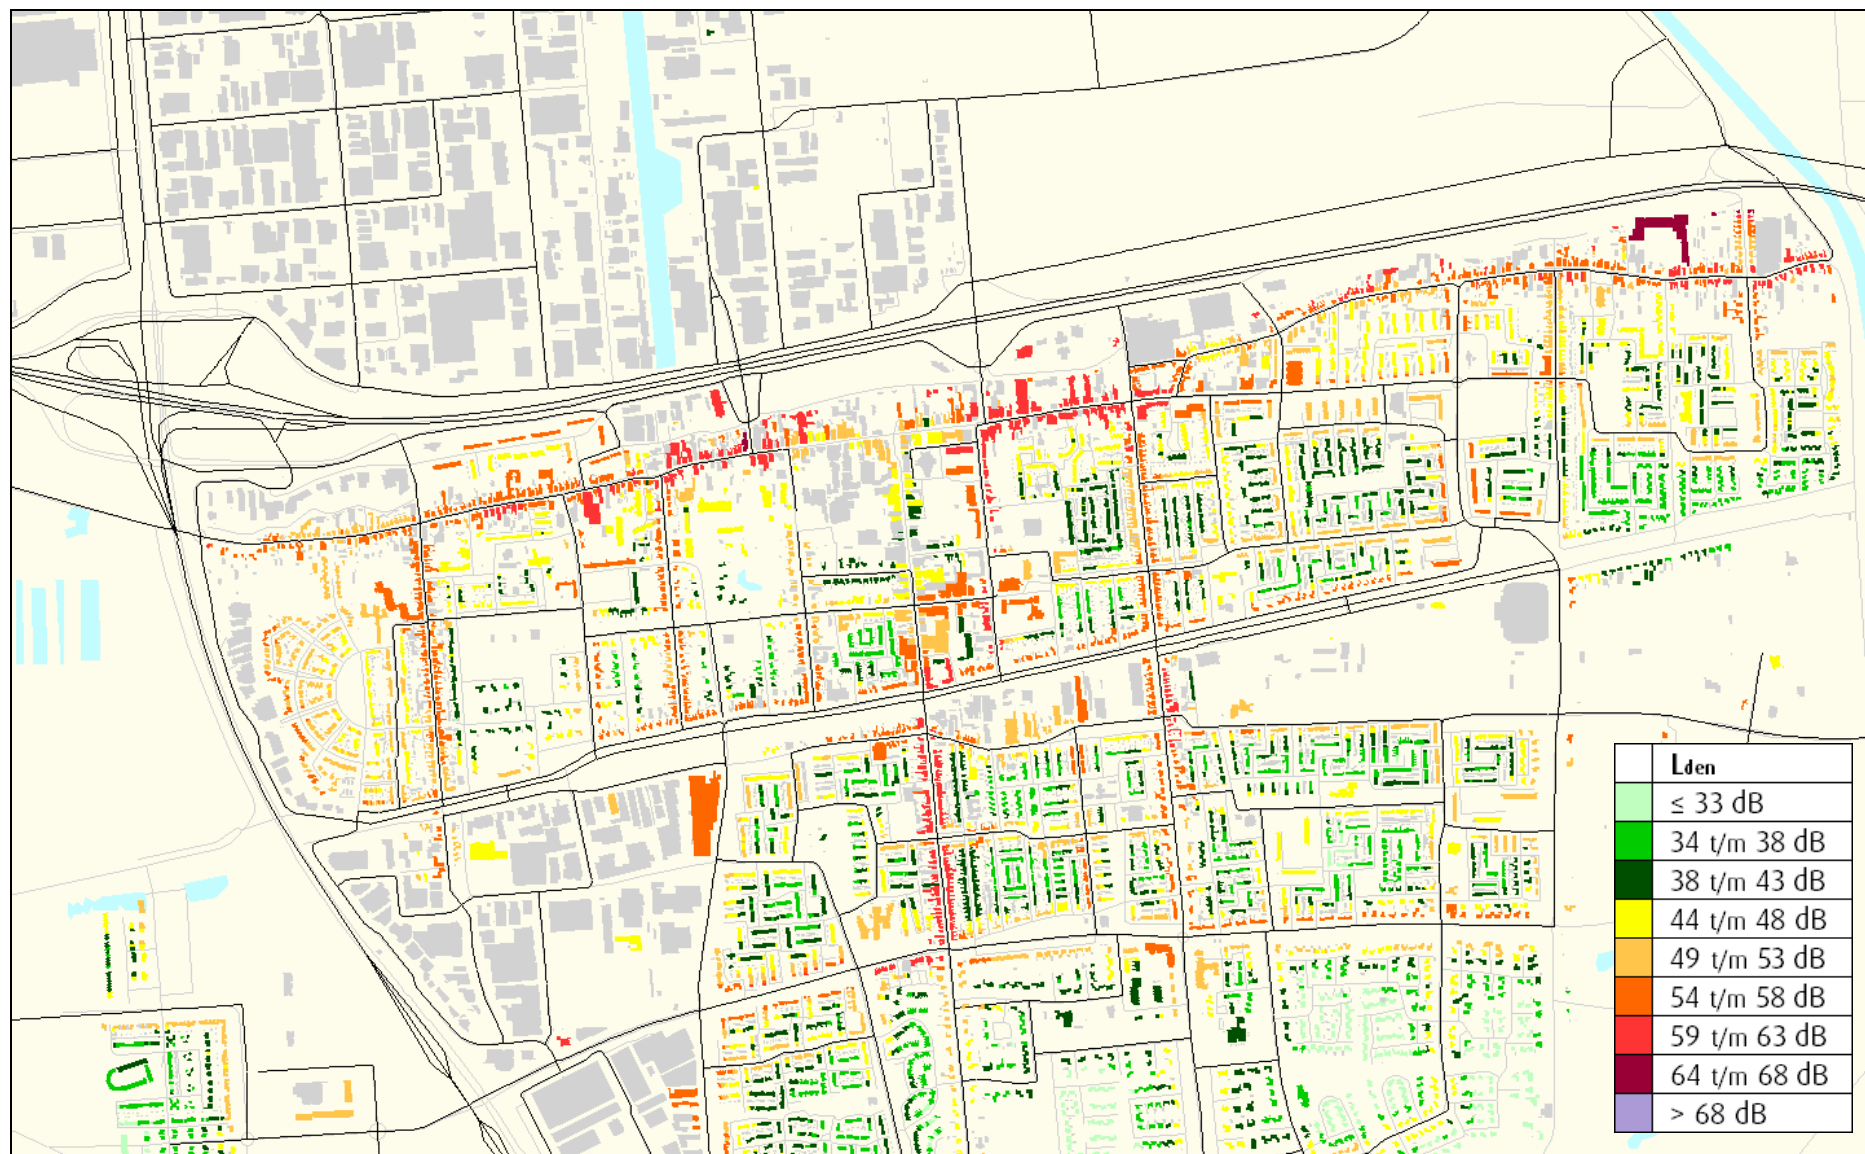 Lden
≤ 33 dB
34 t/m 38 dB
38 t/m 43 dB
44 t/m 48 dB
49 t/m 53 dB
54 t/m 58 dB
59 t/m 63 dB
64 t/m 68 dB
> 68 dB